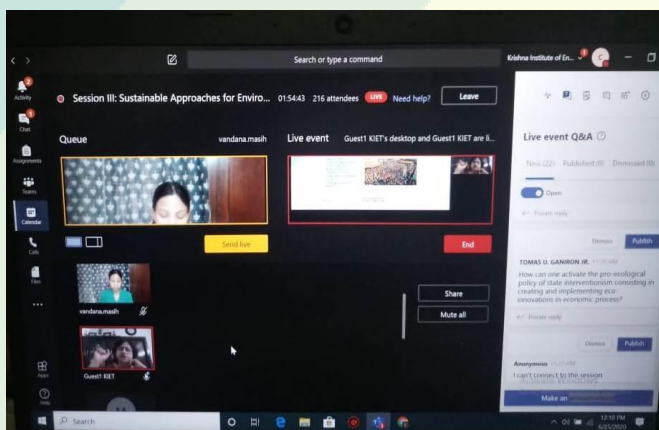 Search or type a command
Krishna Institute of En...
Activity
Chat
Assignments
Teams
Calendar
Calls
Files
Apps
Help
Session III: Sustainable Approaches for Enviro...
01:54:43
216 attendees
LIVE
Need help?
Leave
Queue
vandana.masih
Live event
Guest1 KIET's desktop and Guest1 KIET are li...
Send live
End
vandana.masih
Guest1 KIET
Share
Mute all
Live event Q&A
New (22)
Published (0)
Dismissed (0)
Open
Private reply
Dismiss
Publish
TOMAS U. GANIRON JR.
How can one activate the pro-ecological
policy of state interventionism consisting in
creating and implementing eco-
innovations in economic process?
Private reply
Dismiss
Publish
Anonymous
I can't connect to the session
Make an
Search
12:10 PM
6/25/2020